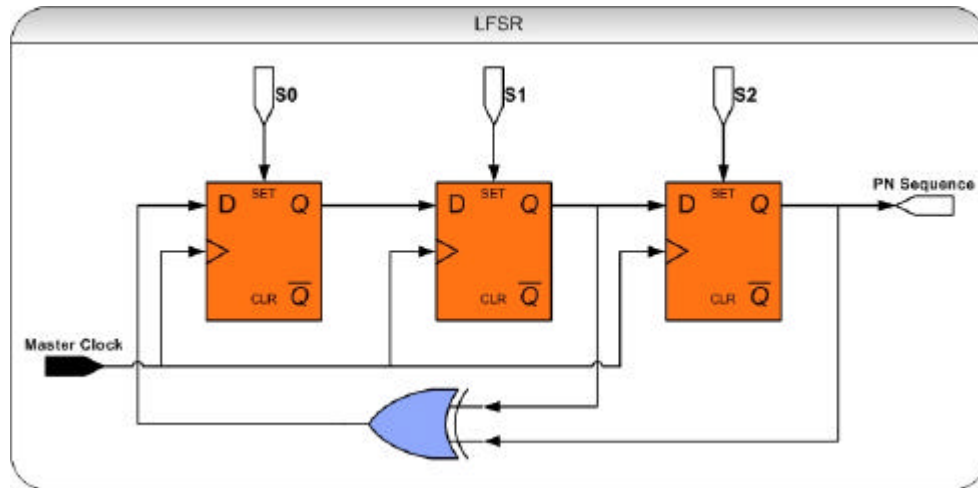 LFSR
S0
S1
S2
PN Sequence
D SET Q
D SET Q
D SET Q
CLR Q
CLR Q
CLR Q
Master Clock